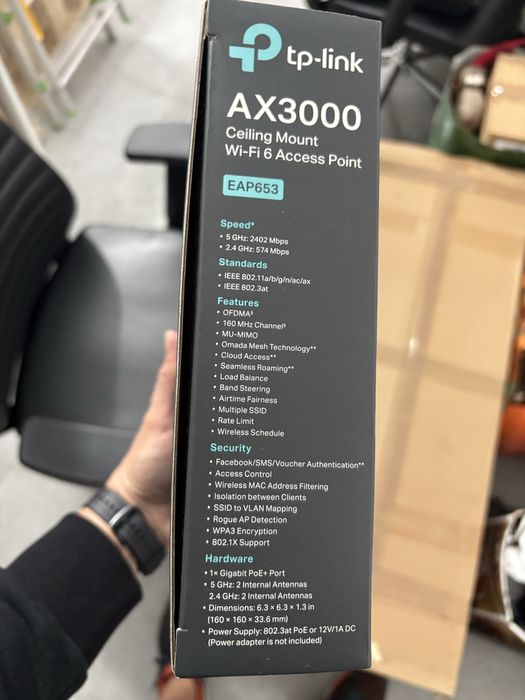 tp-link
AX3000
Ceiling Mount
Wi-Fi 6 Access Point
EAP653
Speed*
• 5 GHz: 2402 Mbps
• 2.4 GHz: 574 Mbps
Standards
• IEEE 802.11a/b/g/n/ac/ax
• IEEE 802.3at
Features
• OFDMA§
• 160 MHz Channel§
• MU-MIMO
• Omada Mesh Technology**
• Cloud Access**
• Seamless Roaming**
• Load Balance
• Band Steering
• Airtime Fairness
• Multiple SSID
• Rate Limit
• Wireless Schedule
Security
• Facebook/SMS/Voucher Authentication**
• Access Control
• Wireless MAC Address Filtering
• Isolation between Clients
• SSID to VLAN Mapping
• Rogue AP Detection
• WPA3 Encryption
• 802.1X Support
Hardware
• 1× Gigabit PoE+ Port
• 5 GHz: 2 Internal Antennas
2.4 GHz: 2 Internal Antennas
• Dimensions: 6.3 × 6.3 × 1.3 in
(160 × 160 × 33.6 mm)
• Power Supply: 802.3at PoE or 12V/1A DC
(Power adapter is not included)